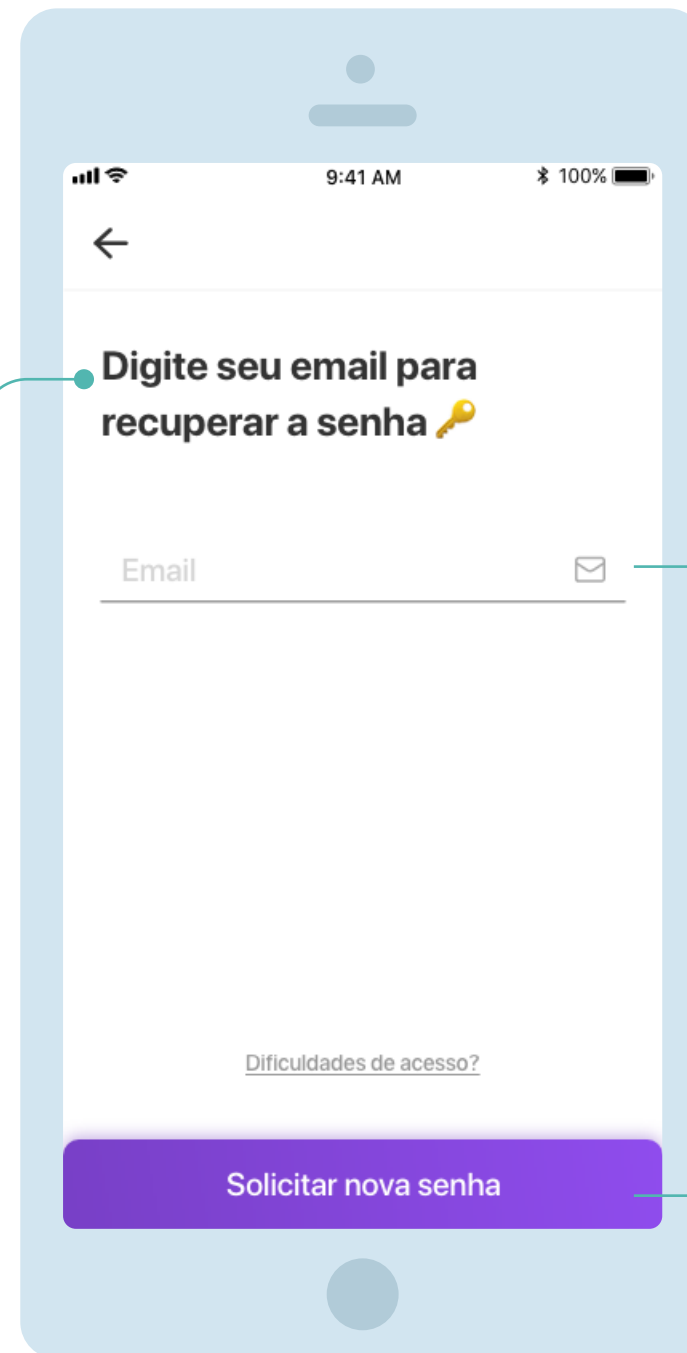 9:41 AM 100%
Digite seu email para
recuperar a senha 🔑
Email
Dificuldades de acesso?
Solicitar nova senha